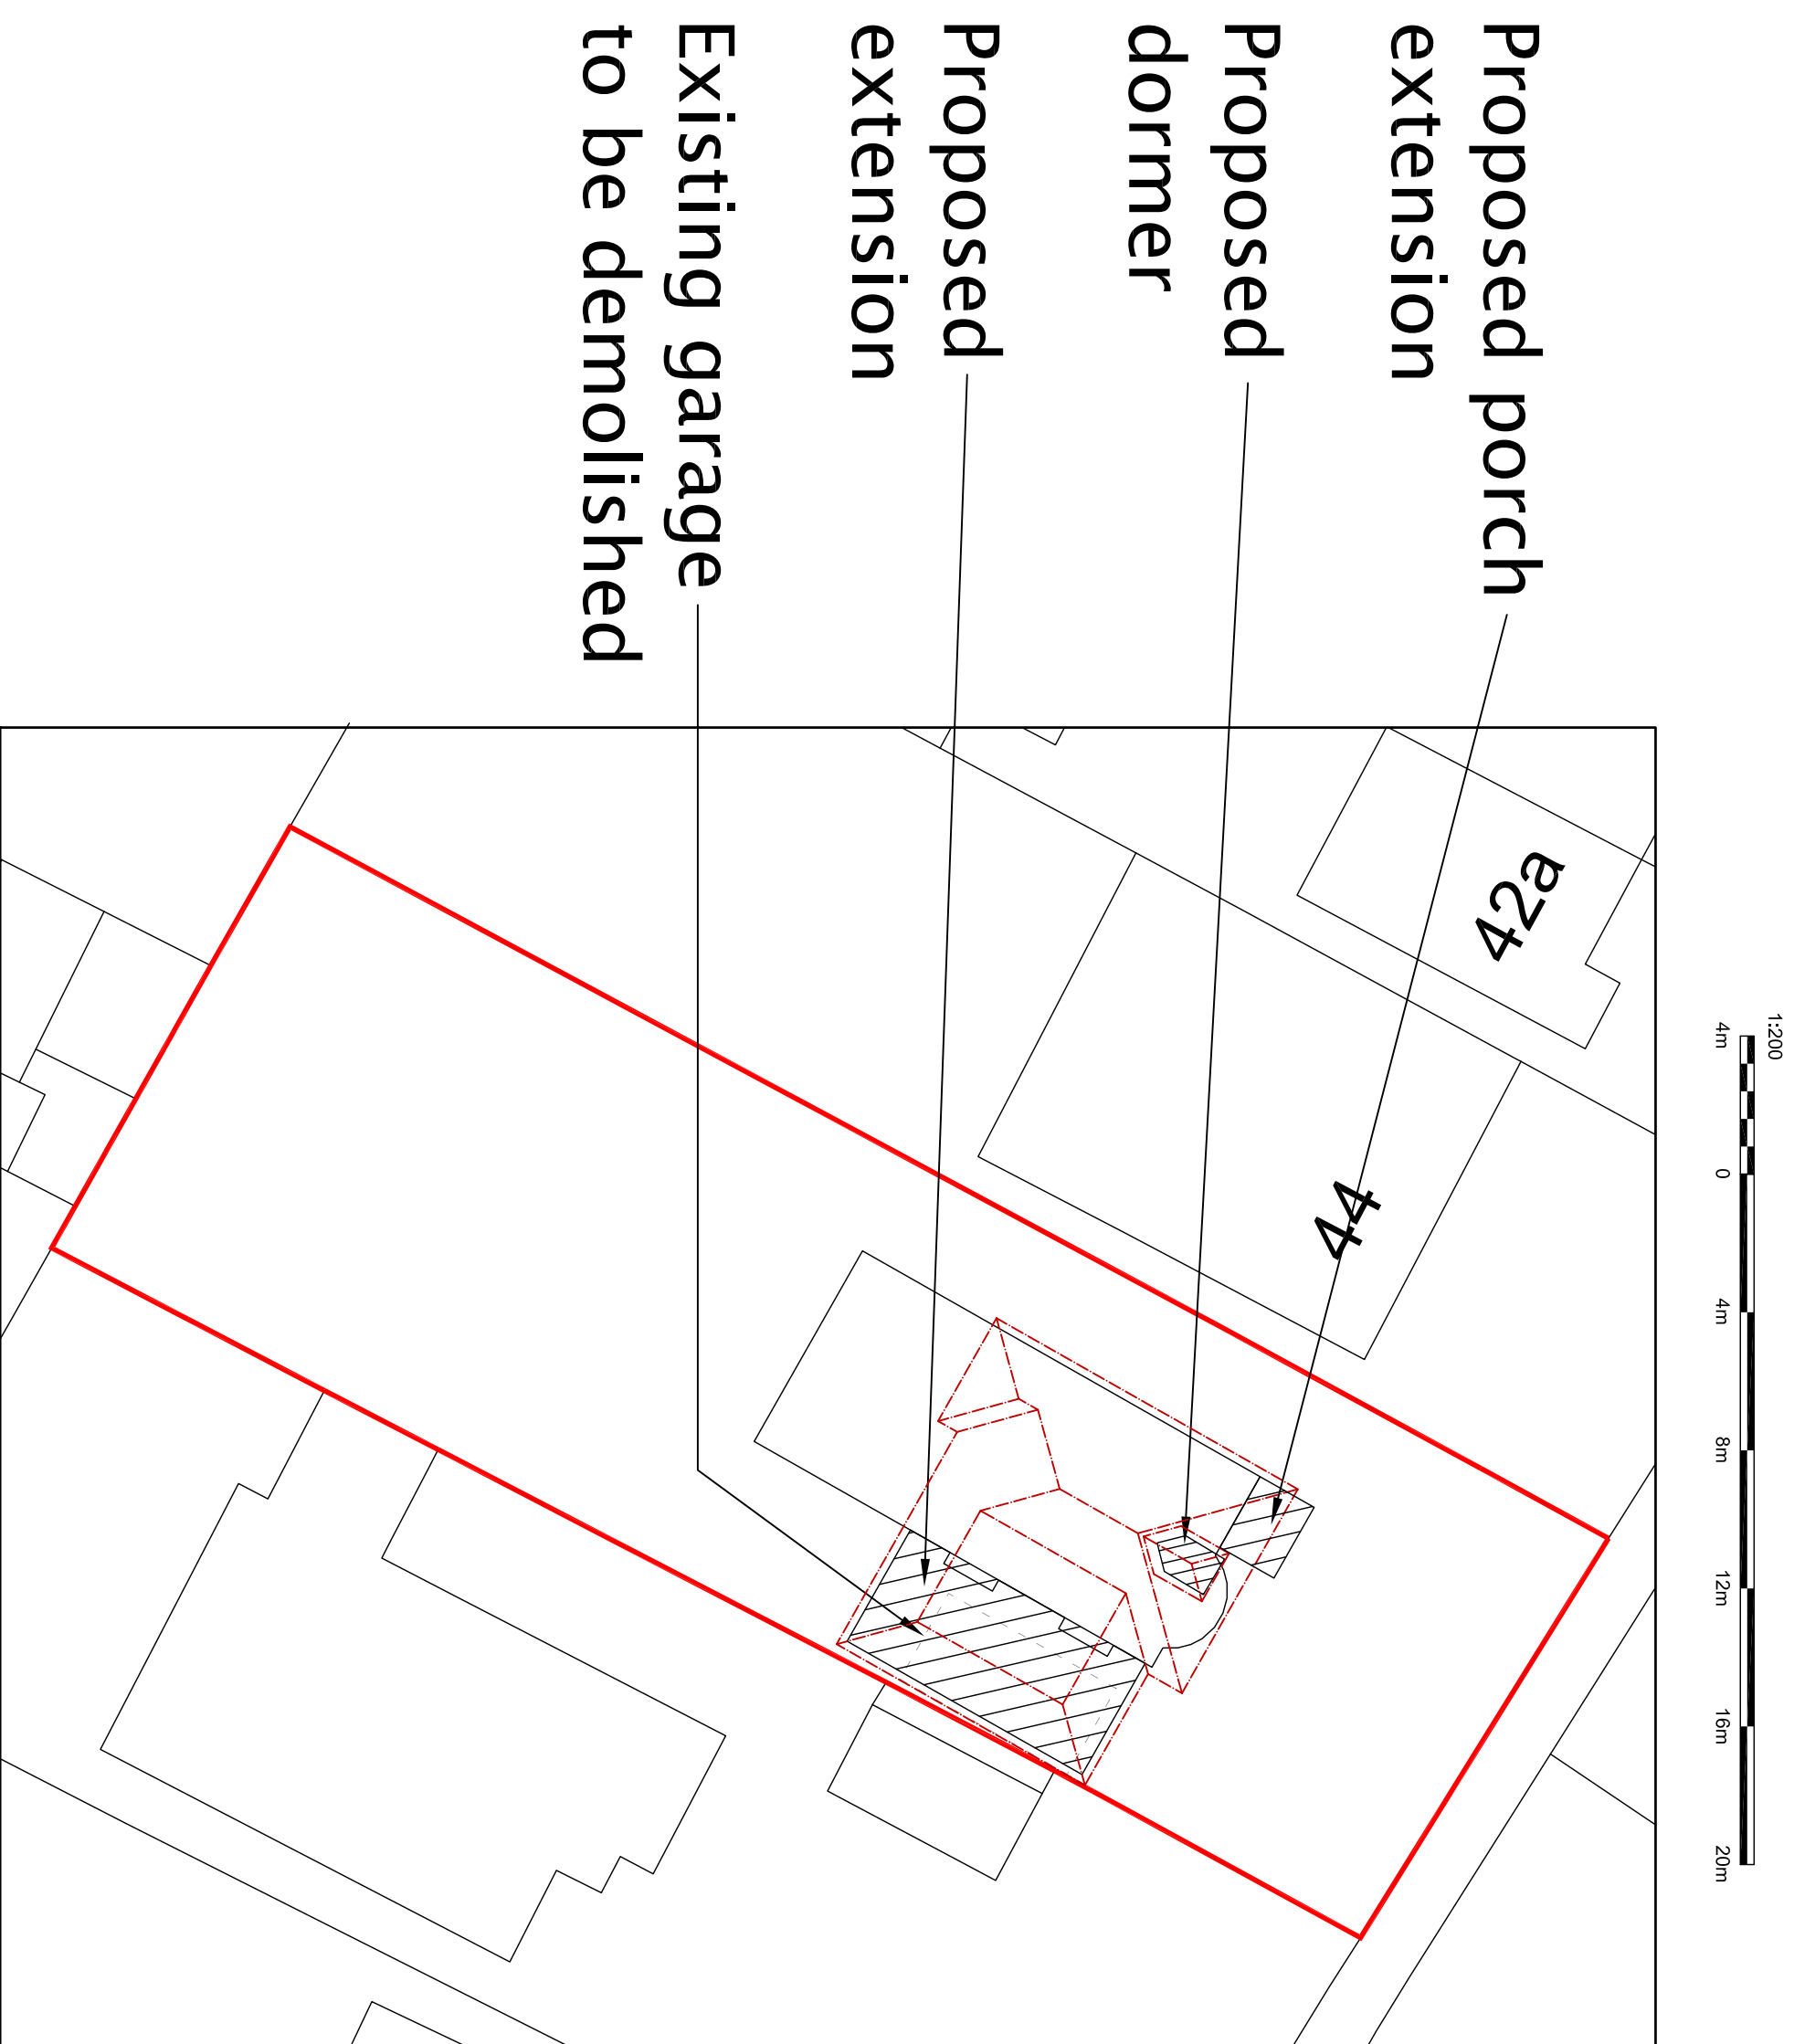 Proposed porch
extension
Proposed
dormer
Proposed
extension
Existing garage
to be demolished
42a
44
1:200
4m 0 4m 8m 12m 16m 20m